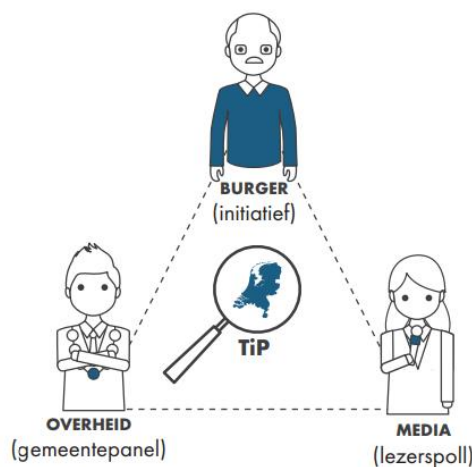 BURGER
(initiatief)
TiP
OVERHEID
(gemeentepanel)
MEDIA
(lezerspoll)